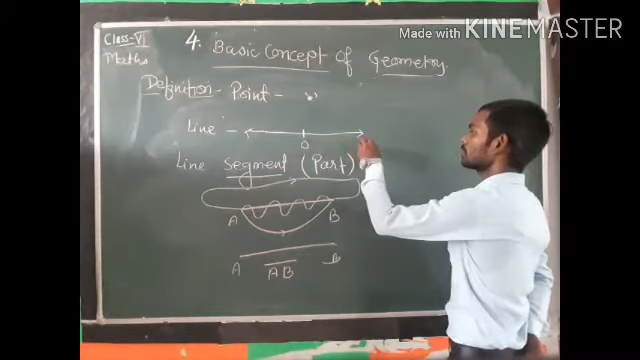 Made with KINEMASTER
Class-VI
Maths
4. Basic Concept of Geometry.
Definition - Point -
Line -
O
Line Segment (Part)
A B
A B
AB